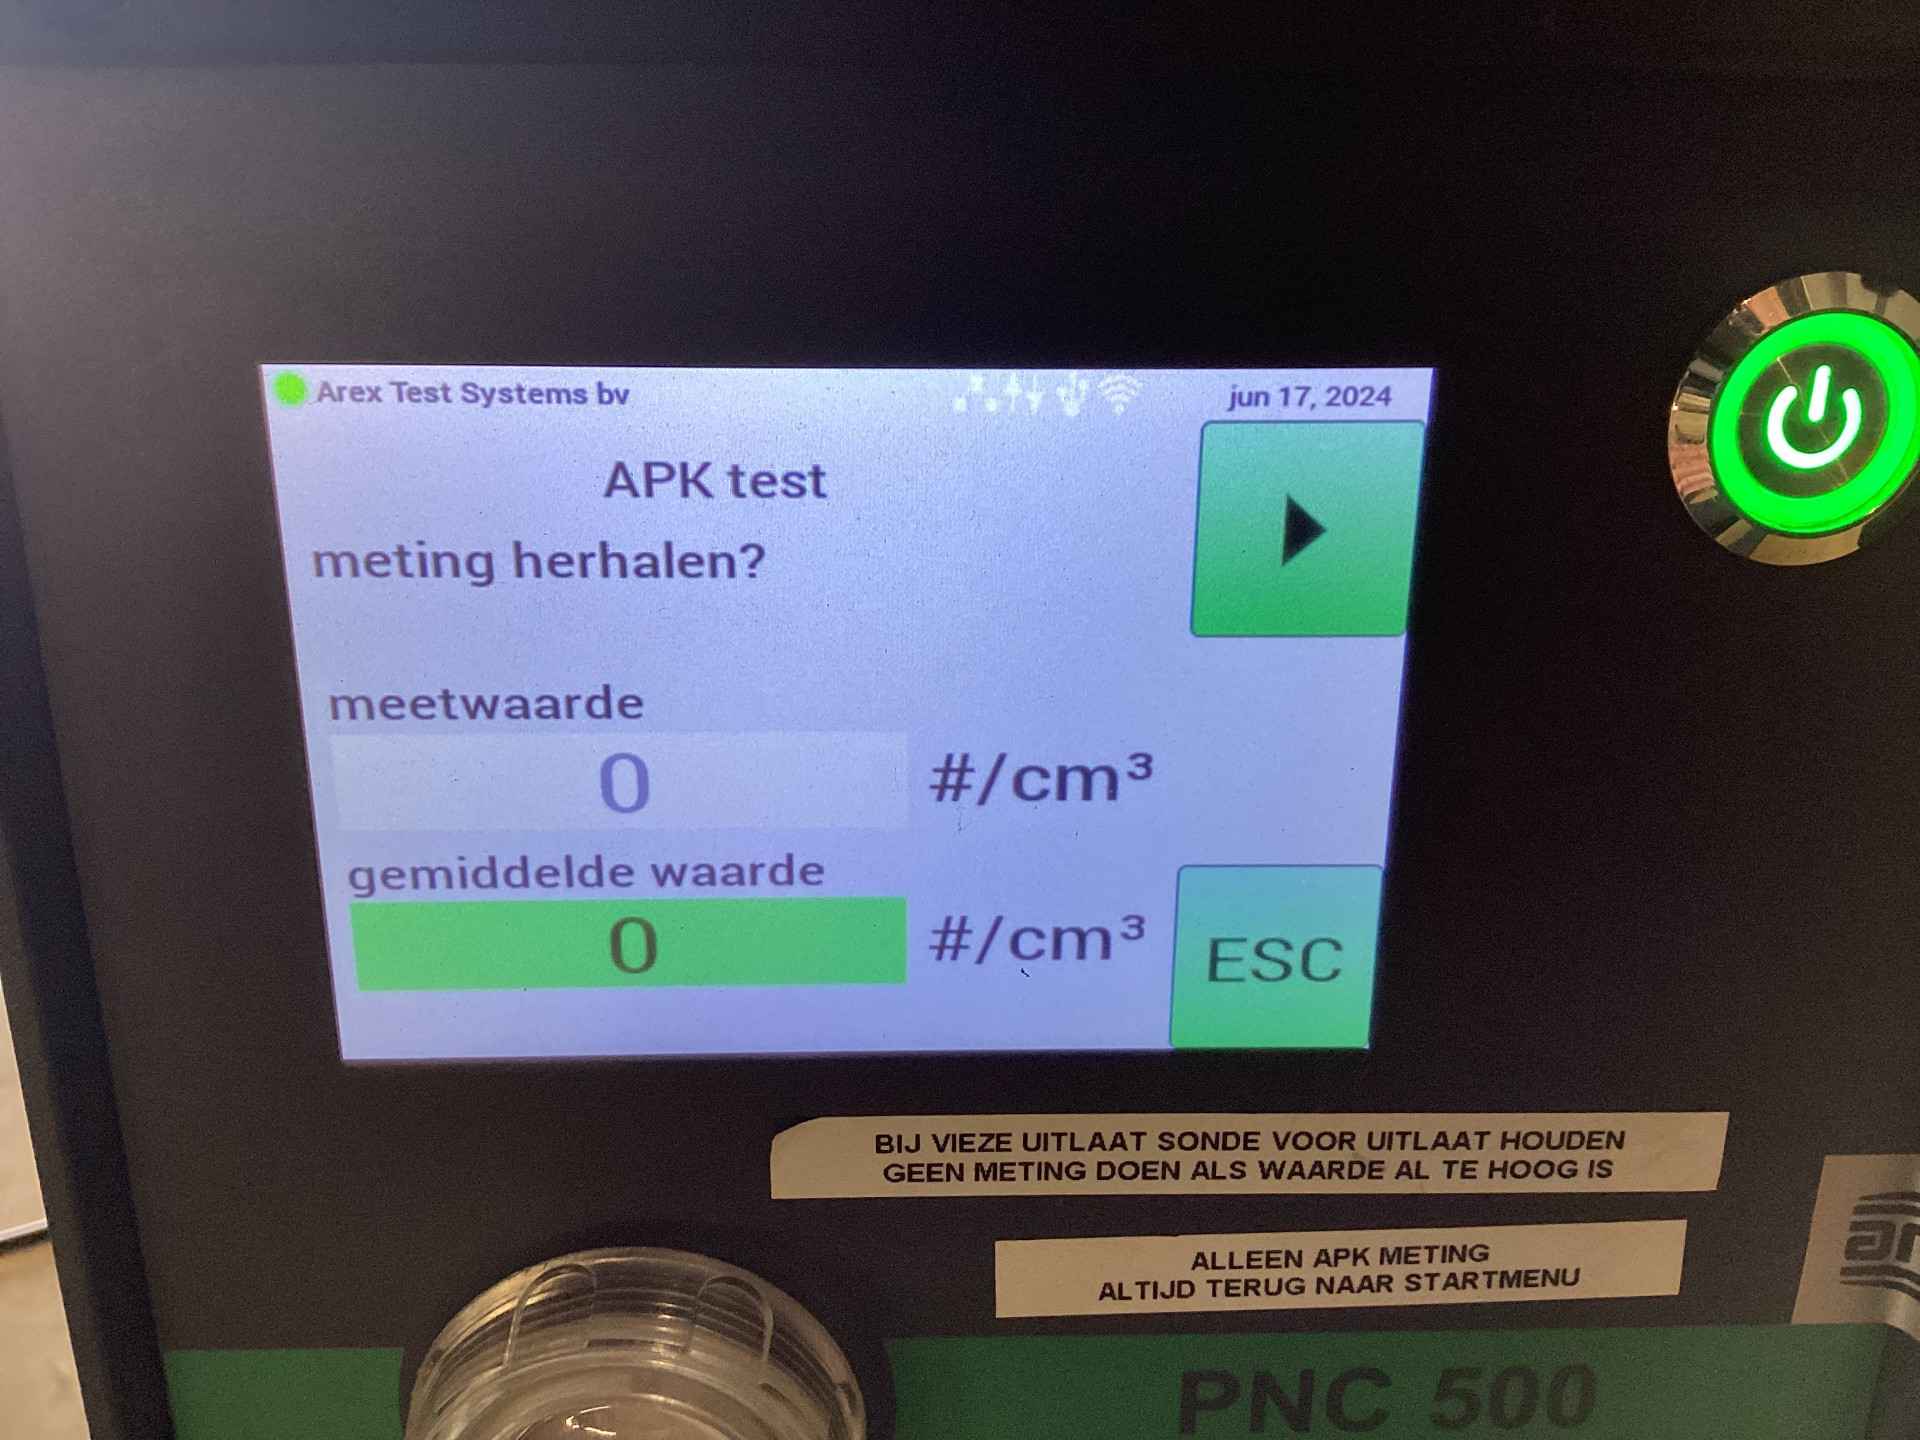 Arex Test Systems bv
jun 17, 2024
APK test
meting herhalen?
meetwaarde
0 #/cm³
gemiddelde waarde
0 #/cm³
ESC
BIJ VIEZE UITLAAT SONDE VOOR UITLAAT HOUDEN
GEEN METING DOEN ALS WAARDE AL TE HOOG IS
ALLEEN APK METING
ALTIJD TERUG NAAR STARTMENU
PNC 500